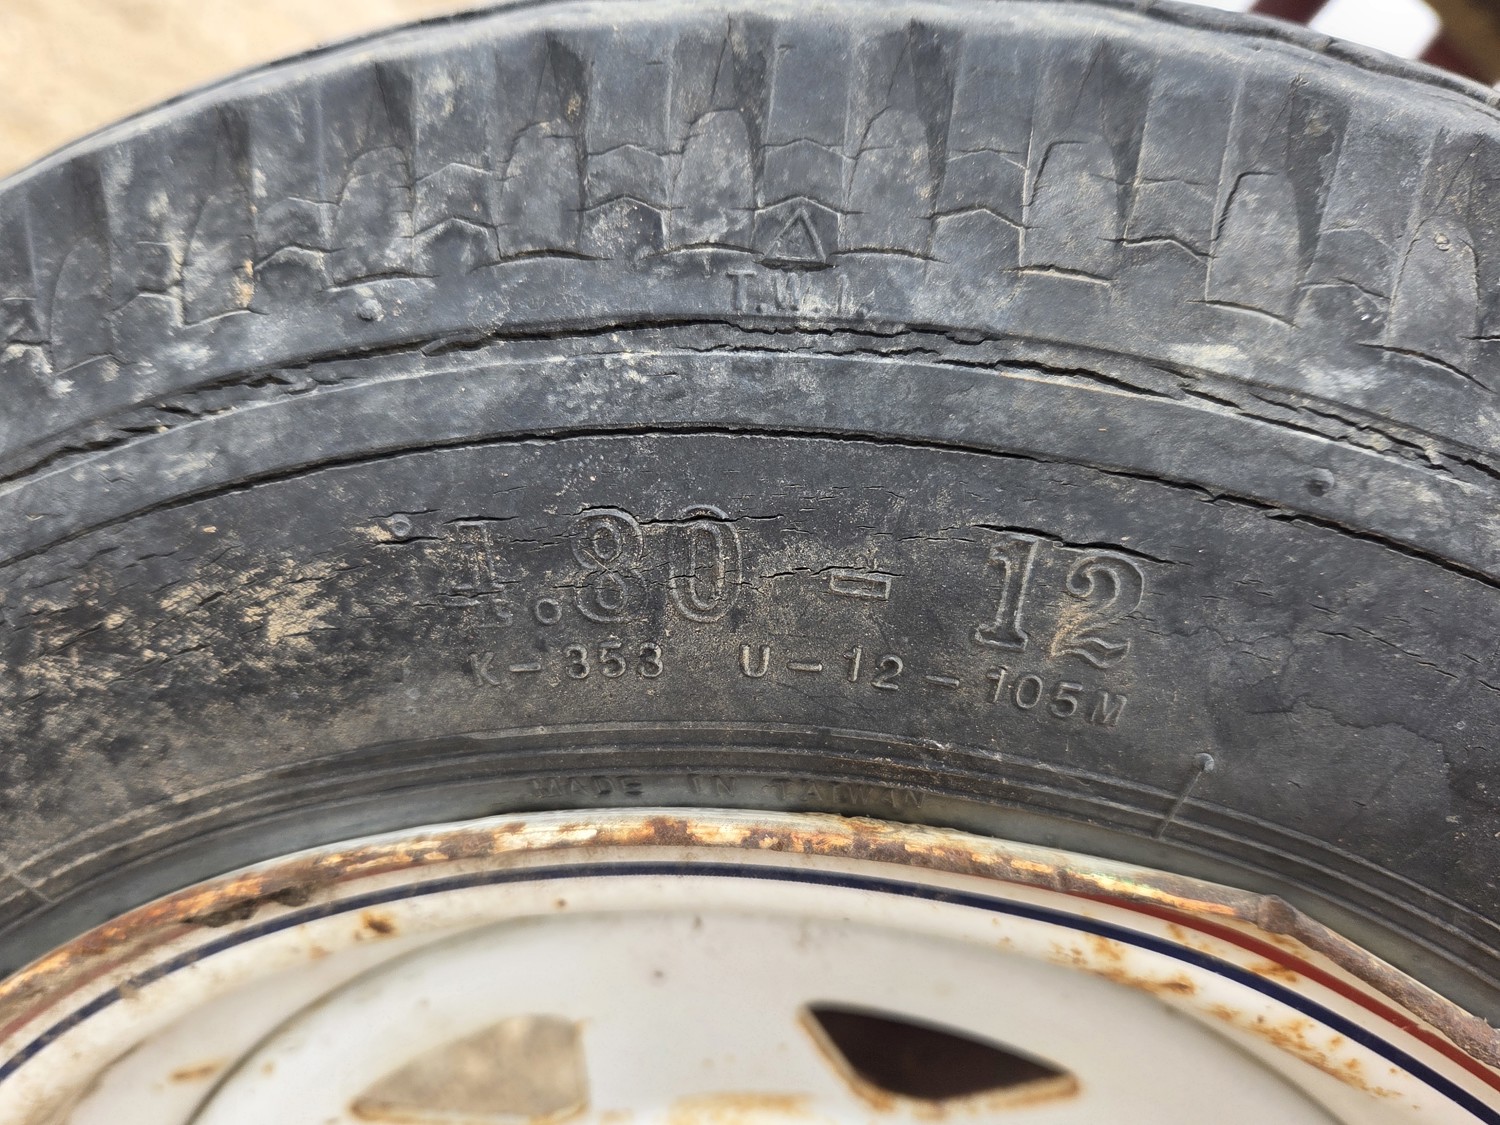 T.W.I.
4.80 - 12
K-353 U-12-105M
MADE IN TAIWAN